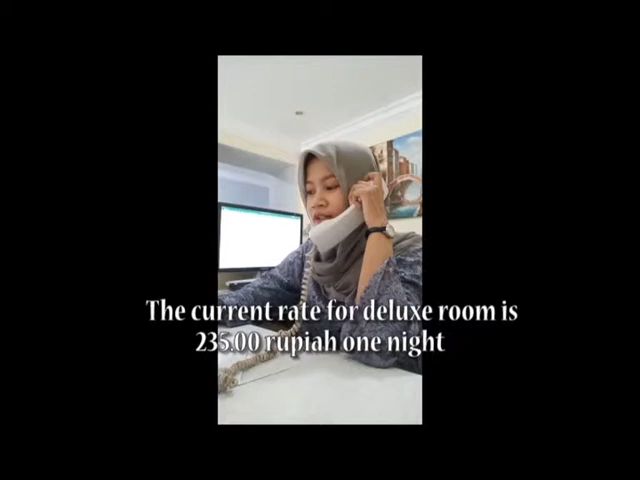 The current rate for deluxe room is
235.00 rupiah one night